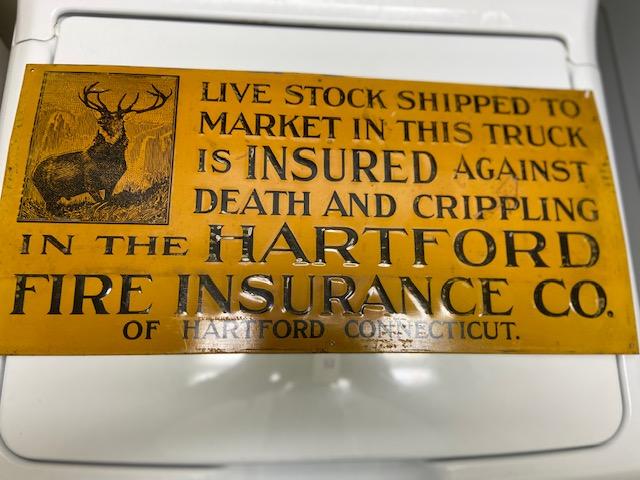 LIVE STOCK SHIPPED TO
MARKET IN THIS TRUCK
IS INSURED AGAINST
DEATH AND CRIPPLING
IN THE HARTFORD
FIRE INSURANCE CO.
OF HARTFORD CONNECTICUT.